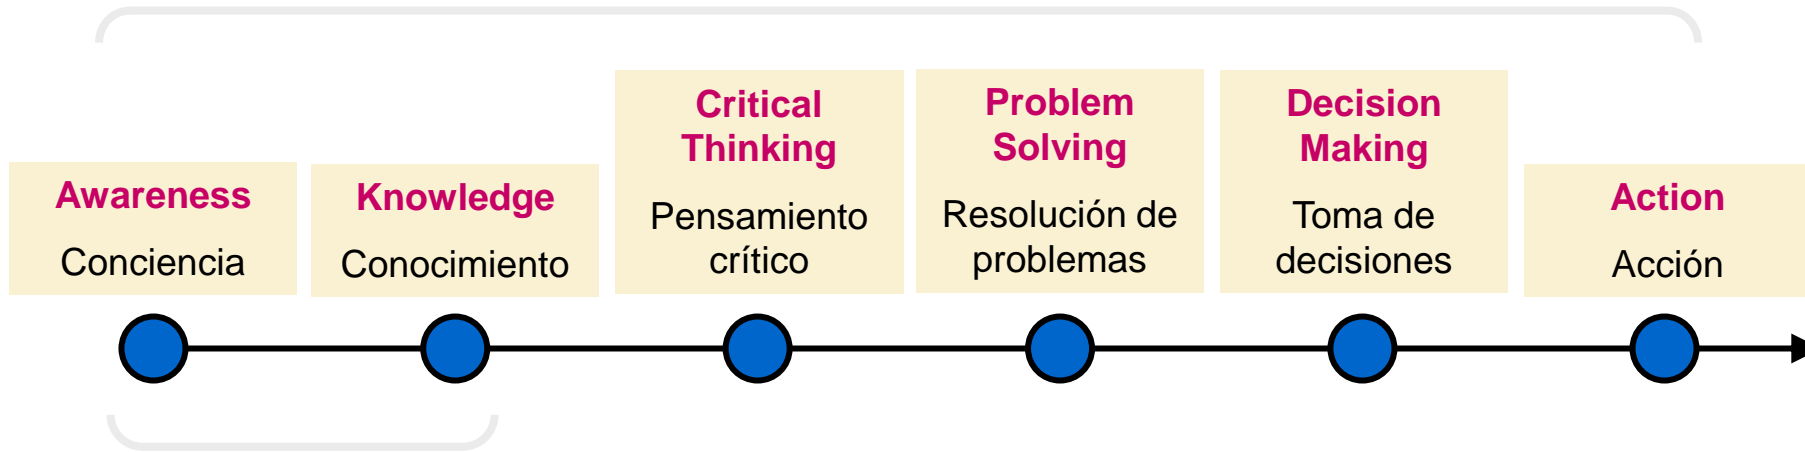 Awareness
Conciencia
Knowledge
Conocimiento
Critical
Thinking
Pensamiento
crítico
Problem
Solving
Resolución de
problemas
Decision
Making
Toma de
decisiones
Action
Acción